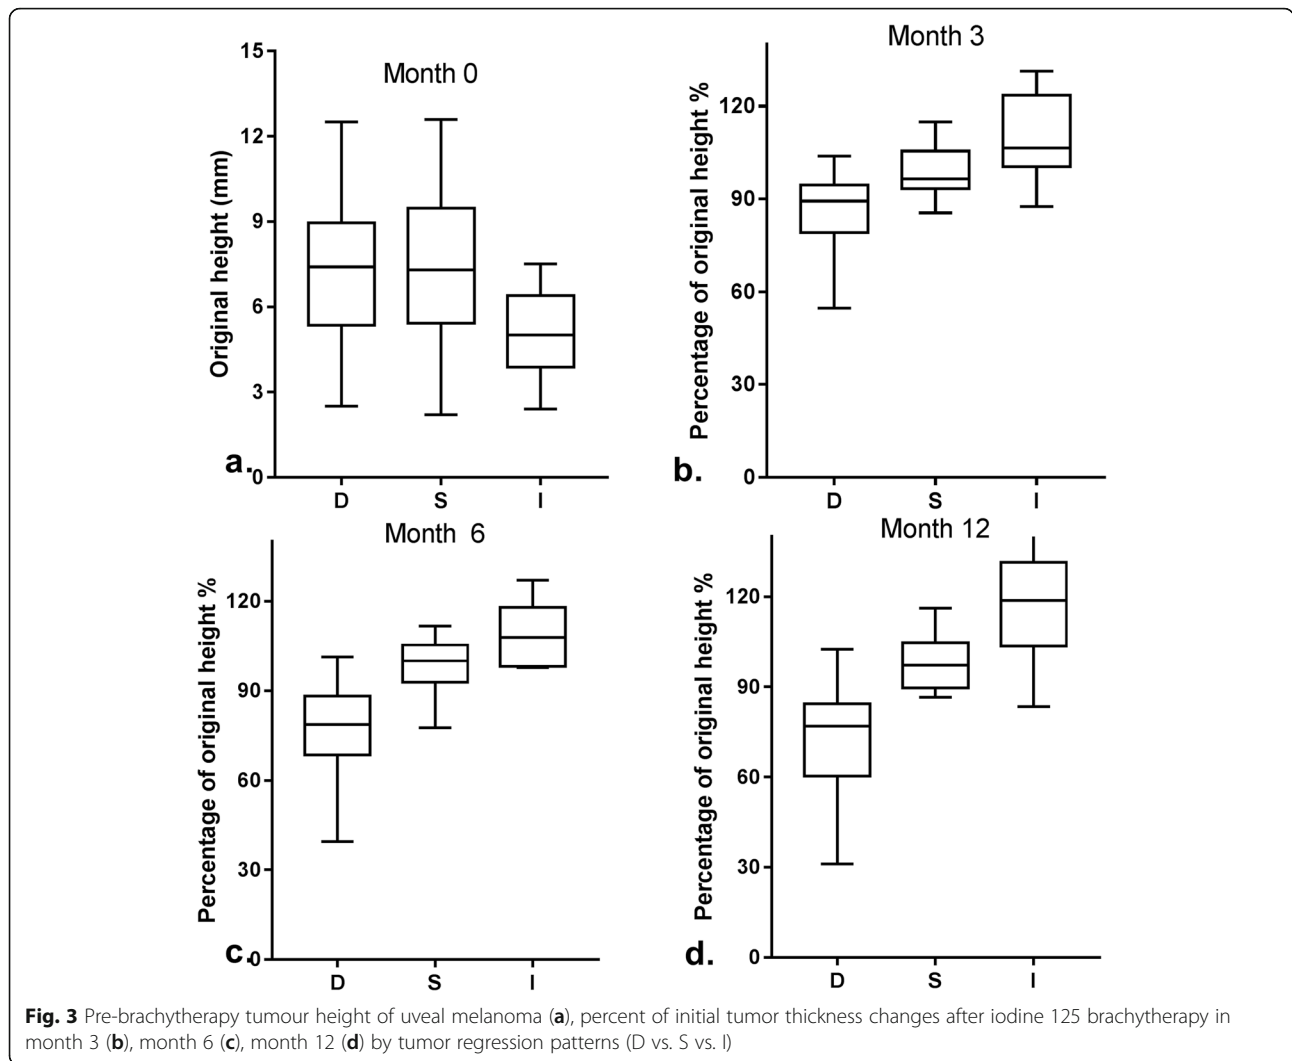 Month 0
Original height (mm)
15
12
9
6
3
0
a.
D S I
Month 3
Percentage of original height %
120
90
60
30
0
b.
D S I
Month 6
Percentage of original height %
120
90
60
30
0
c.
D S I
Month 12
Percentage of original height %
120
90
60
30
0
d.
D S I
Fig. 3 Pre-brachytherapy tumour height of uveal melanoma (a), percent of initial tumor thickness changes after iodine 125 brachytherapy in
month 3 (b), month 6 (c), month 12 (d) by tumor regression patterns (D vs. S vs. I)